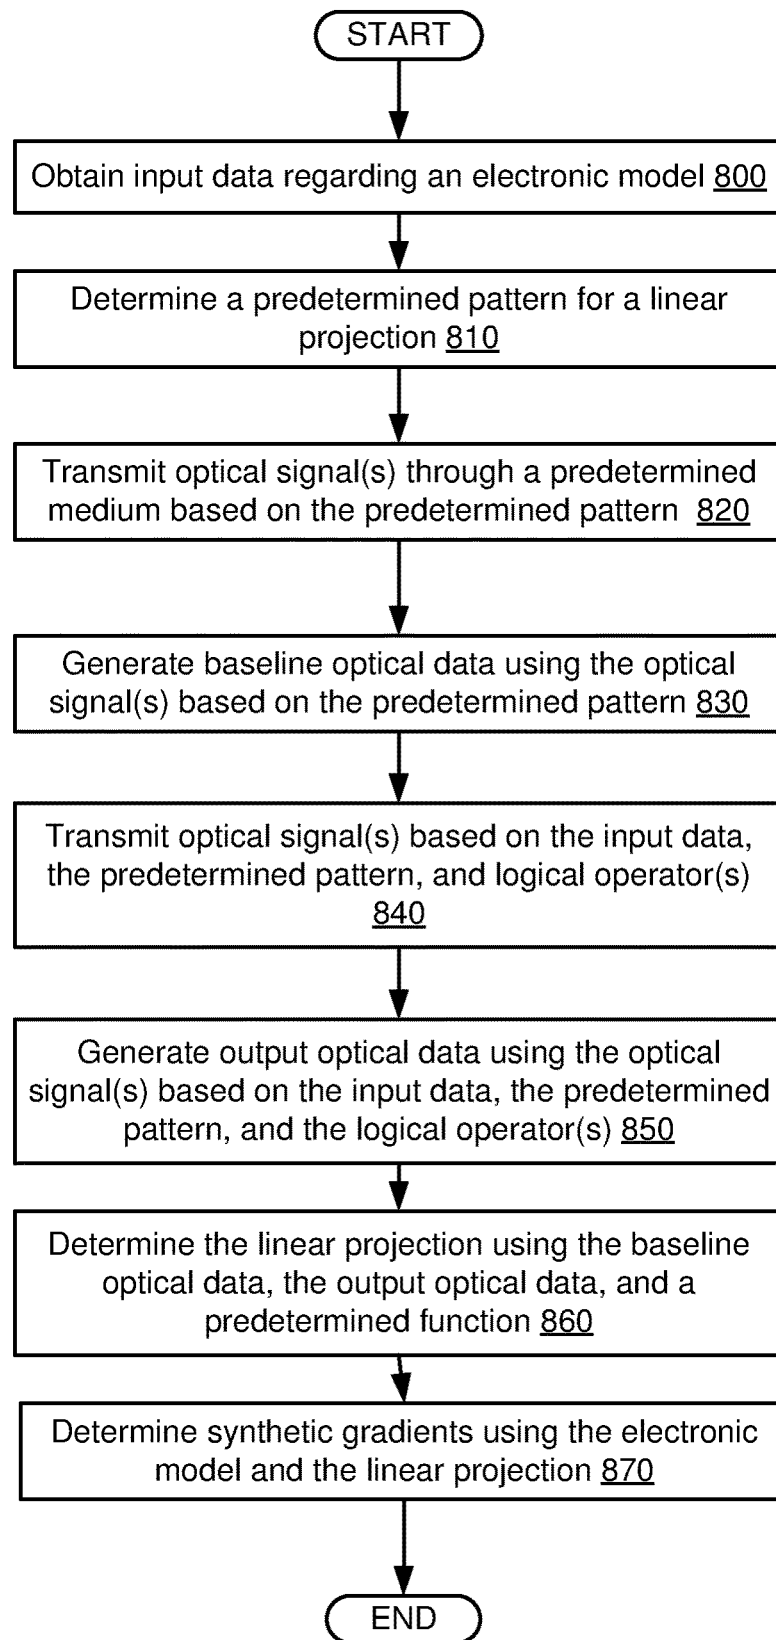 START
Obtain input data regarding an electronic model 800
Determine a predetermined pattern for a linear
projection 810
Transmit optical signal(s) through a predetermined
medium based on the predetermined pattern 820
Generate baseline optical data using the optical
signal(s) based on the predetermined pattern 830
Transmit optical signal(s) based on the input data,
the predetermined pattern, and logical operator(s)
840
Generate output optical data using the optical
signal(s) based on the input data, the predetermined
pattern, and the logical operator(s) 850
Determine the linear projection using the baseline
optical data, the output optical data, and a
predetermined function 860
Determine synthetic gradients using the electronic
model and the linear projection 870
END